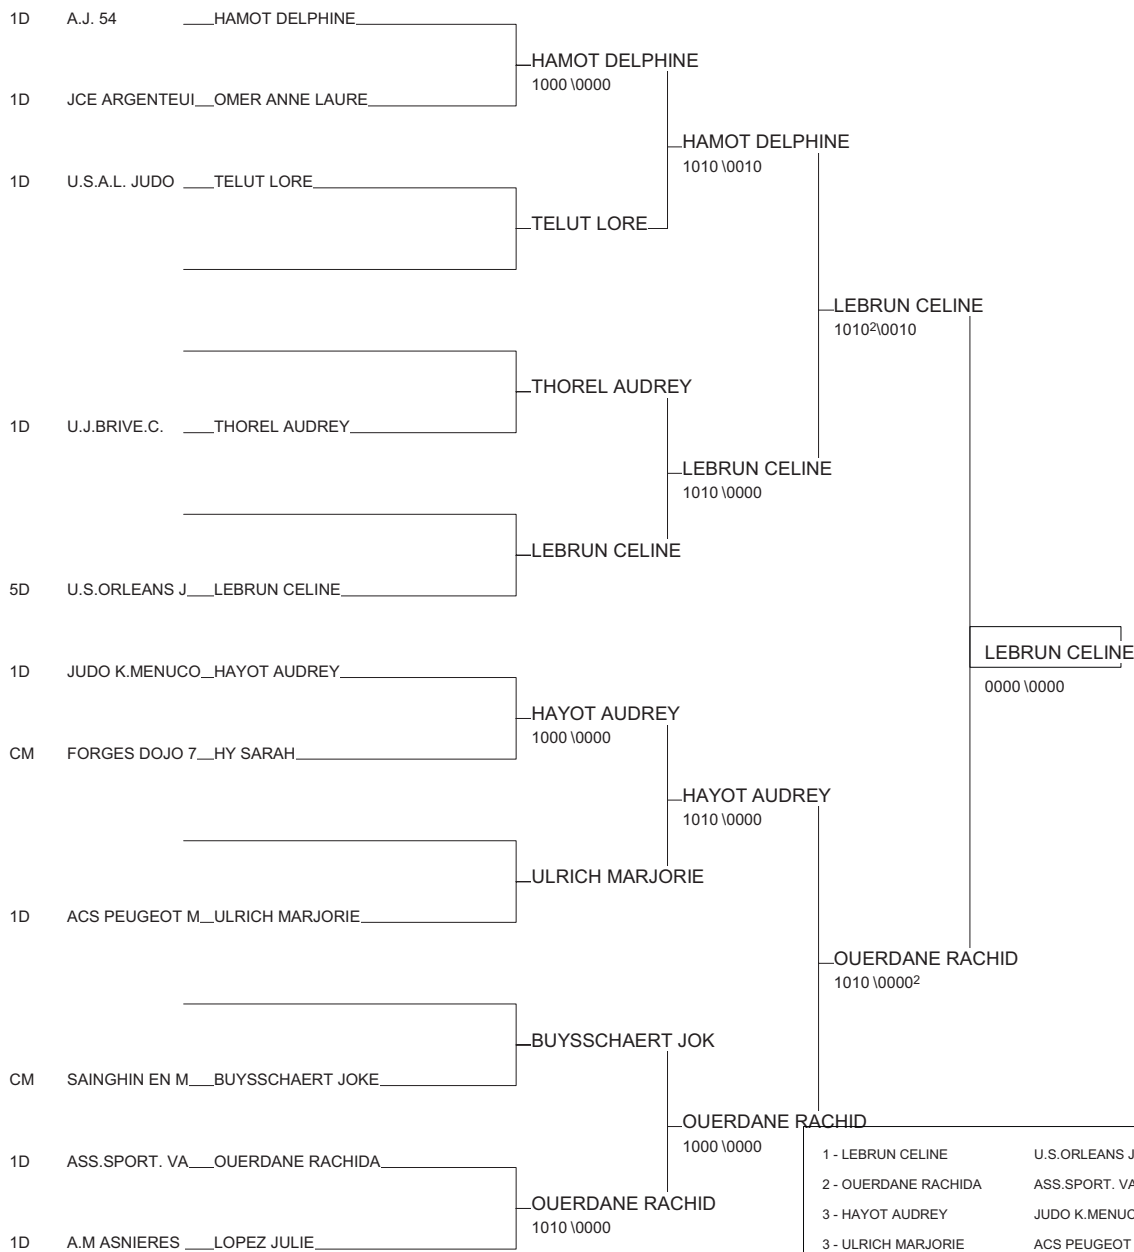 1D A.J. 54 HAMOT DELPHINE
HAMOT DELPHINE
1000 \0000
1D JCE ARGENTEUI OMER ANNE LAURE
HAMOT DELPHINE
1010 \0010
1D U.S.A.L. JUDO TELUT LORE
TELUT LORE
LEBRUN CELINE
1010²\0010
THOREL AUDREY
1D U.J.BRIVE.C. THOREL AUDREY
LEBRUN CELINE
1010 \0000
LEBRUN CELINE
5D U.S.ORLEANS J LEBRUN CELINE
LEBRUN CELINE
0000 \0000
1D JUDO K.MENUCO HAYOT AUDREY
HAYOT AUDREY
1000 \0000
CM FORGES DOJO 7 HY SARAH
HAYOT AUDREY
1010 \0000
ULRICH MARJORIE
1D ACS PEUGEOT M ULRICH MARJORIE
OUERDANE RACHID
1010 \0000²
BUYSSCHAERT JOK
CM SAINGHIN EN M BUYSSCHAERT JOKE
OUERDANE RACHID
1000 \0000
1D ASS.SPORT. VA OUERDANE RACHIDA
OUERDANE RACHID
1010 \0000
1D A.M ASNIERES LOPEZ JULIE
1 - LEBRUN CELINE U.S.ORLEANS J
2 - OUERDANE RACHIDA ASS.SPORT. VA
3 - HAYOT AUDREY JUDO K.MENUC
3 - ULRICH MARJORIE ACS PEUGEOT